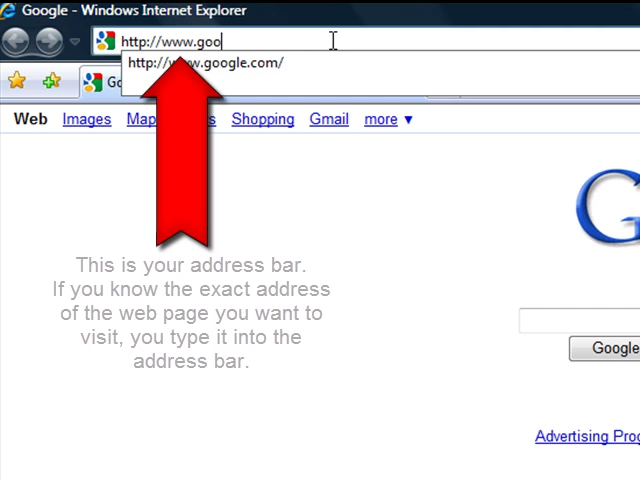 Google - Windows Internet Explorer
http://www.goo
http://www.google.com/
Go
Web Images Map s Shopping Gmail more ▼
G
This is your address bar.
If you know the exact address
of the web page you want to
visit, you type it into the
address bar.
Google
Advertising Prog